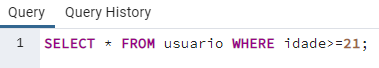 Query Query History
1 SELECT * FROM usuario WHERE idade>=21;